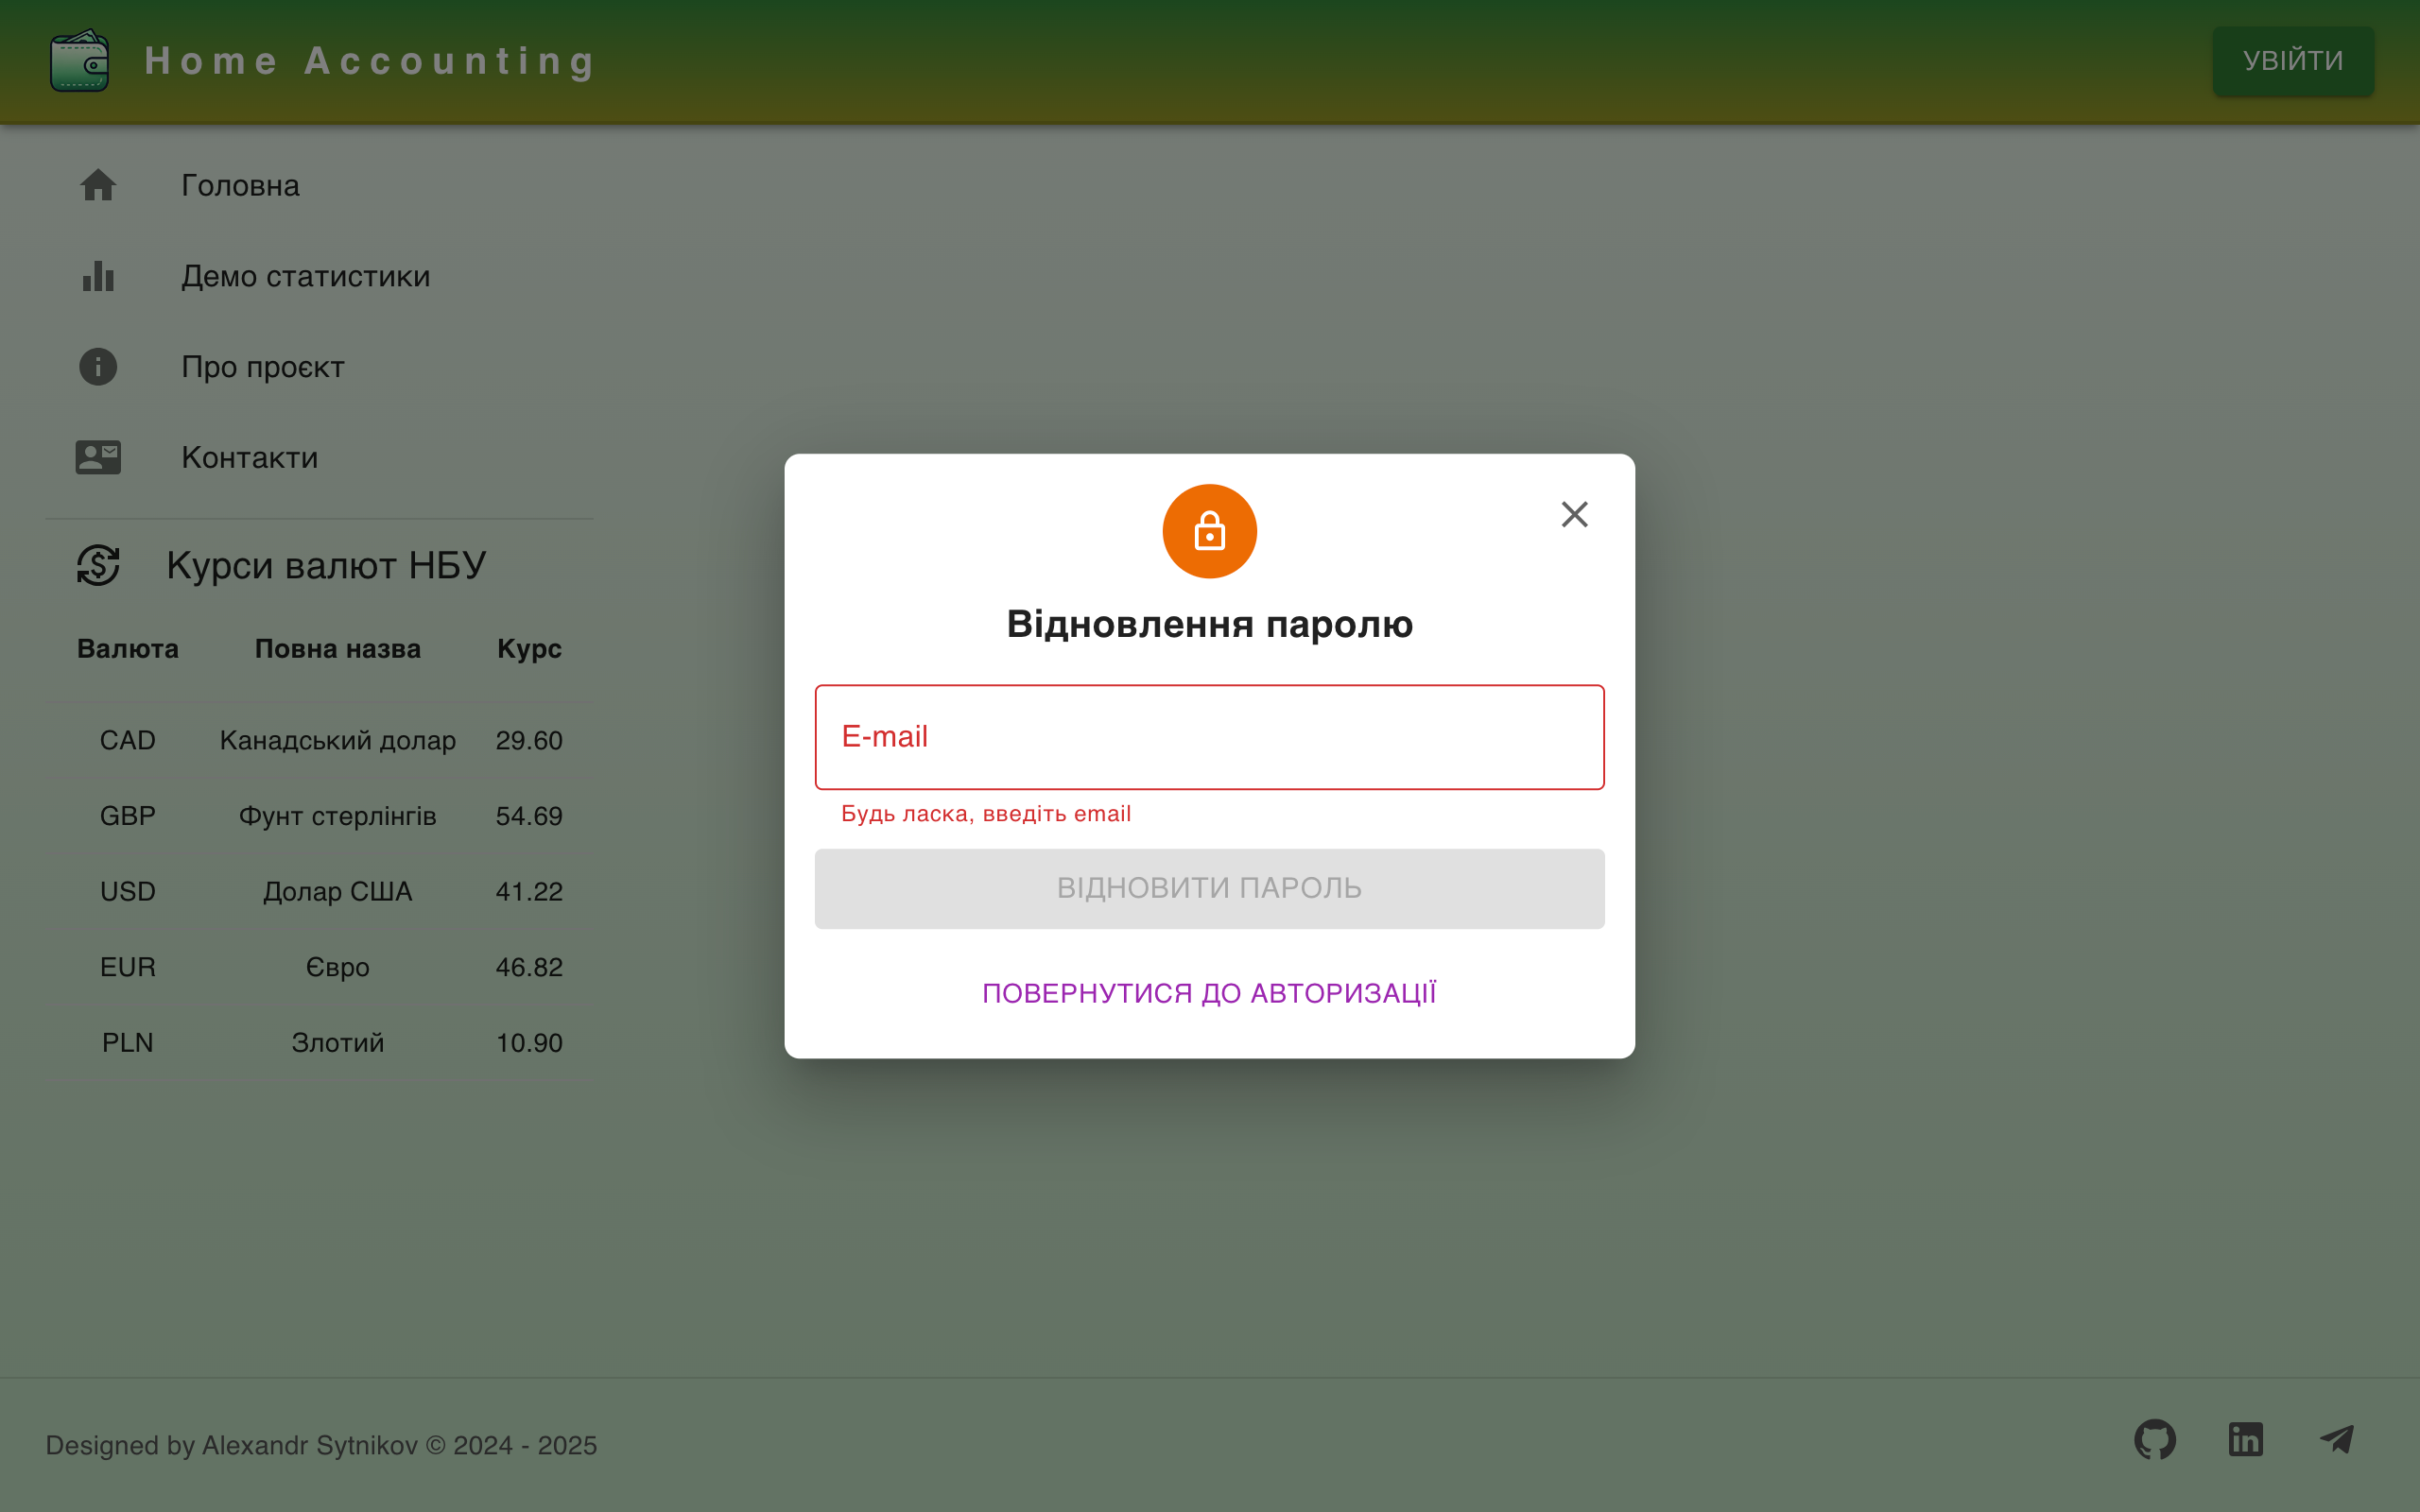 Home Accounting
УВІЙТИ
Головна
Демо статистики
Про проєкт
Контакти
Курси валют НБУ
Валюта Повна назва Курс
CAD Канадський долар 29.60
GBP Фунт стерлінгів 54.69
USD Долар США 41.22
EUR Євро 46.82
PLN Злотий 10.90
Відновлення паролю
E-mail
Будь ласка, введіть email
ВІДНОВИТИ ПАРОЛЬ
ПОВЕРНУТИСЯ ДО АВТОРИЗАЦІЇ
Designed by Alexandr Sytnikov © 2024 - 2025